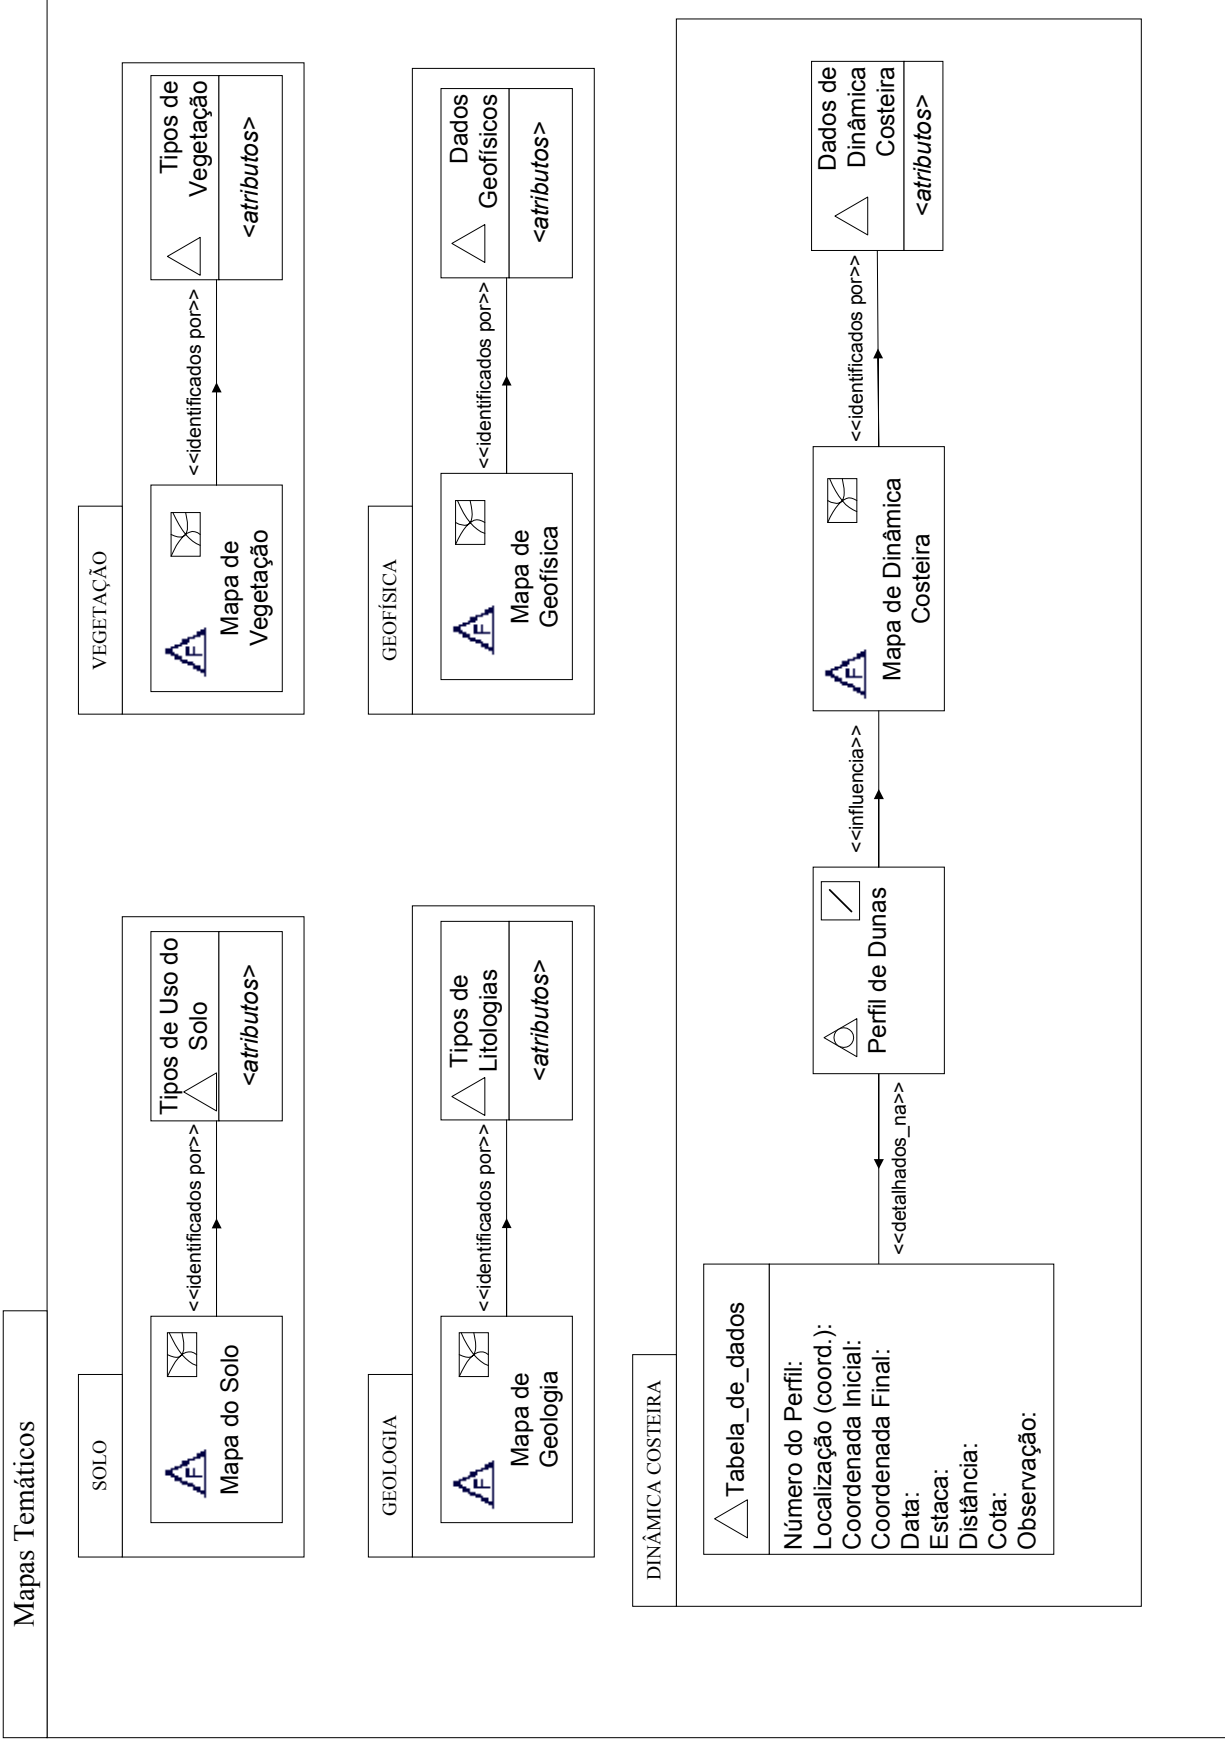 Mapas Temáticos
SOLO
F
Mapa do Solo
<<identificados por>>
Tipos de Uso do
Solo
<atributos>
VEGETAÇÃO
F
Mapa de
Vegetação
<<identificados por>>
Tipos de
Vegetação
<atributos>
GEOLOGIA
F
Mapa de
Geologia
<<identificados por>>
Tipos de
Litologias
<atributos>
GEOFÍSICA
F
Mapa de
Geofísica
<<identificados por>>
Dados
Geofísicos
<atributos>
DINÂMICA COSTEIRA
Tabela_de_dados
Número do Perfil:
Localização (coord.):
Coordenada Inicial:
Coordenada Final:
Data:
Estaca:
Distância:
Cota:
Observação:
<<detalhados_na>>
Perfil de Dunas
<<influencia>>
F
Mapa de Dinâmica
Costeira
<<identificados por>>
Dados de
Dinâmica
Costeira
<atributos>